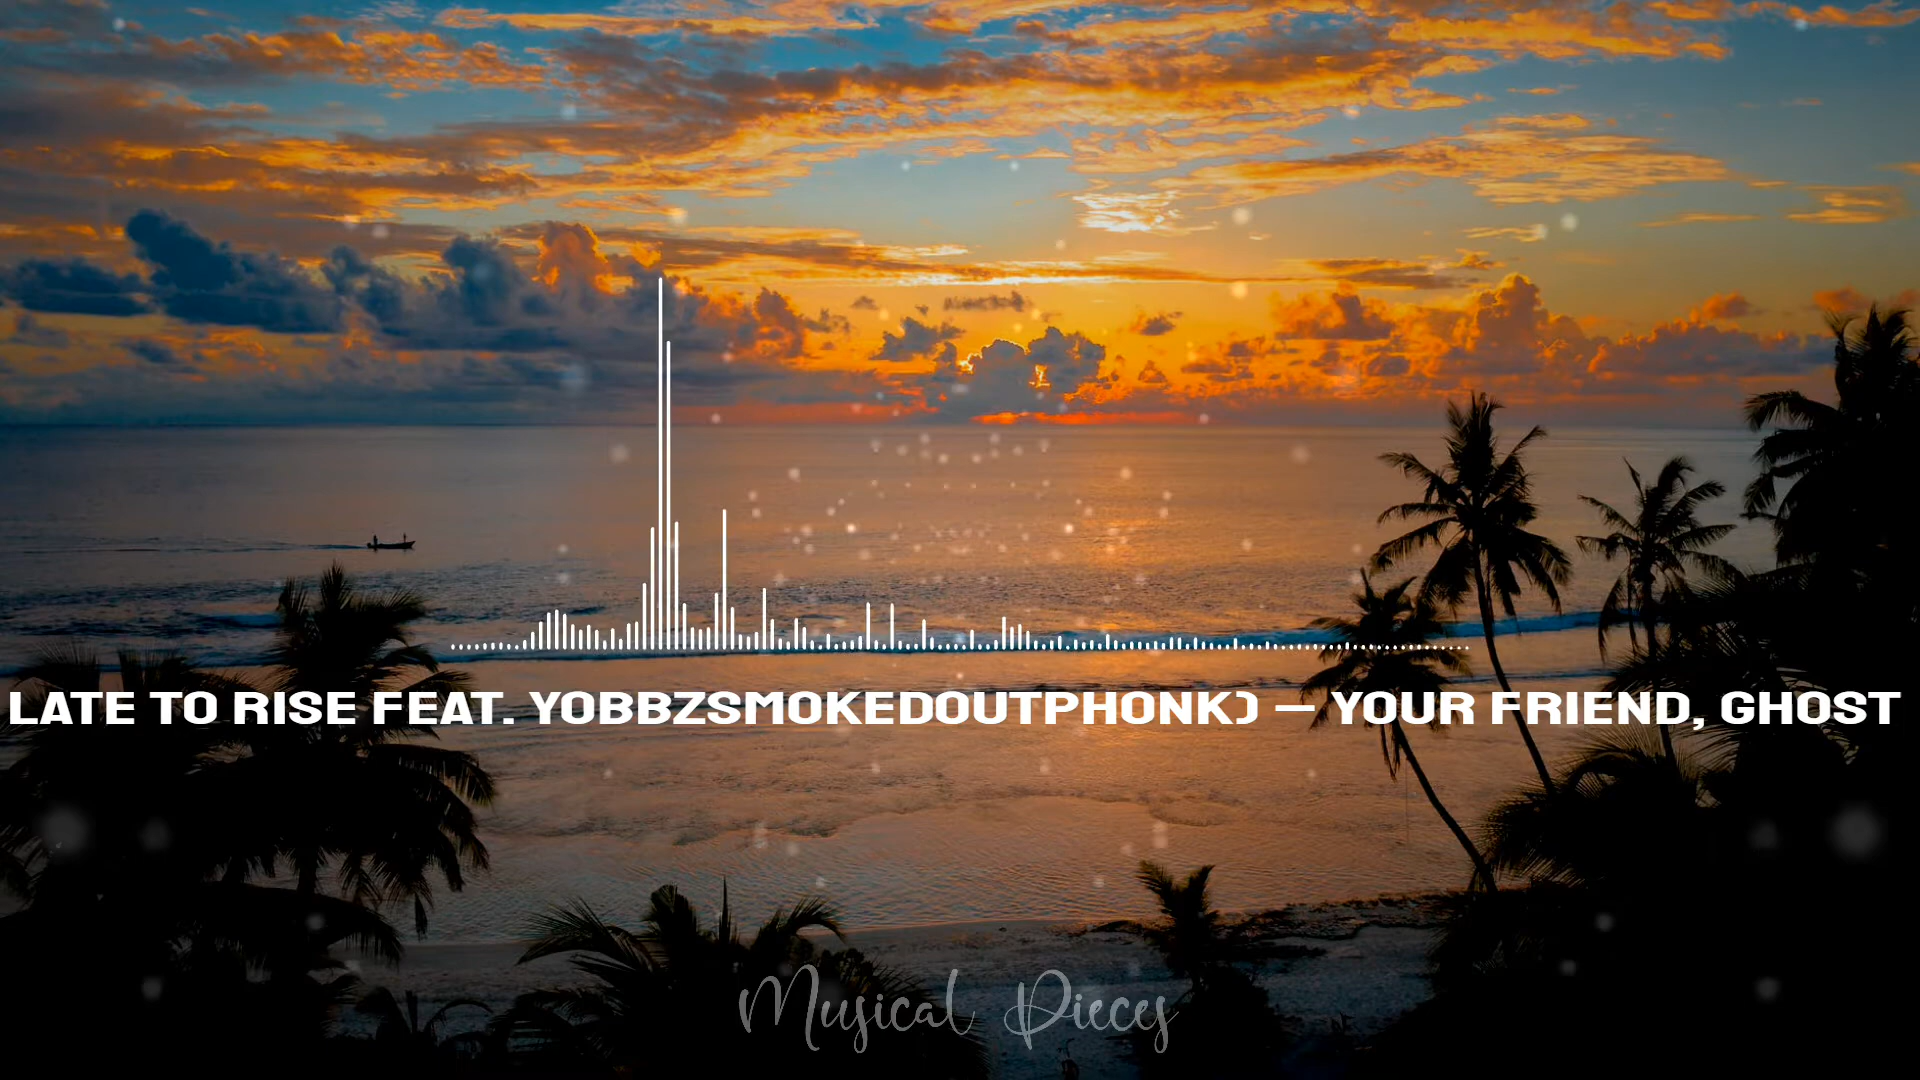 LATE TO RISE FEAT. YOBBZSMOKEDOUTPHONK) — YOUR FRIEND, GHOST
Musical Pieces